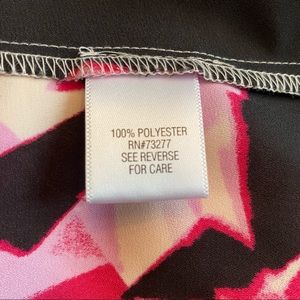 100% POLYESTER
RN#73277
SEE REVERSE
FOR CARE